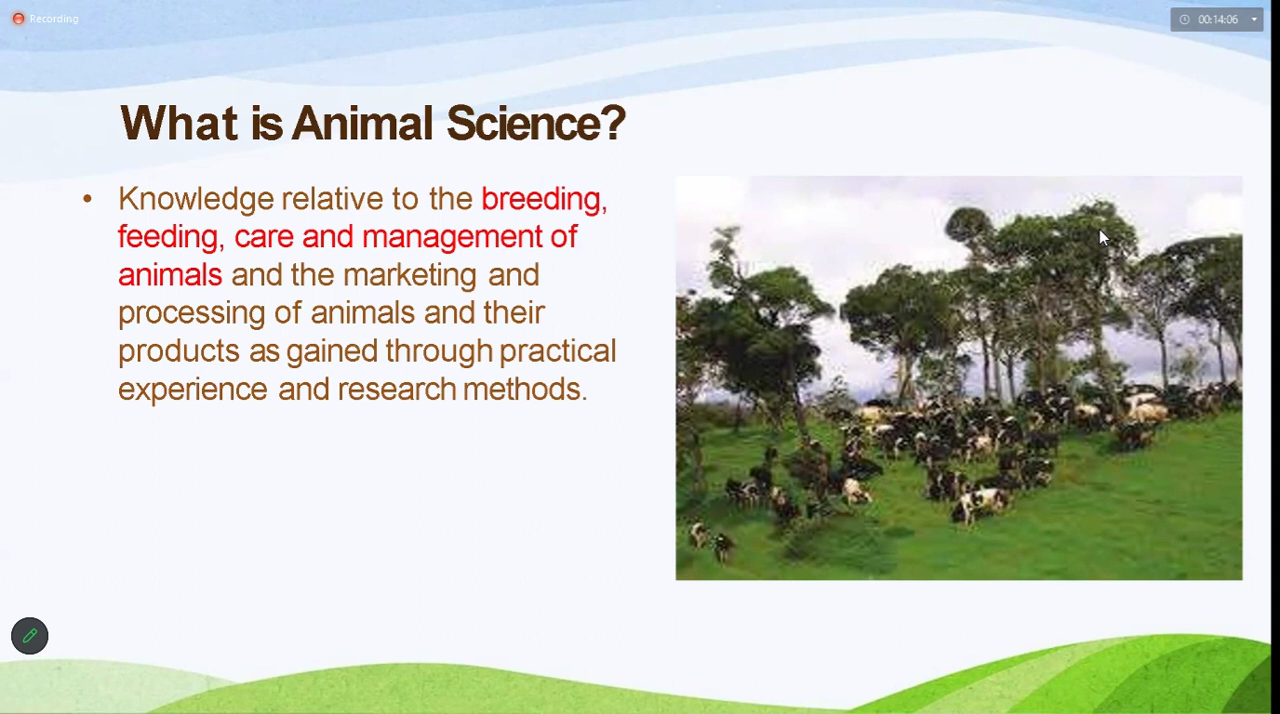 Recording
00:14:06
What is Animal Science?
• Knowledge relative to the breeding,
feeding, care and management of
animals and the marketing and
processing of animals and their
products as gained through practical
experience and research methods.